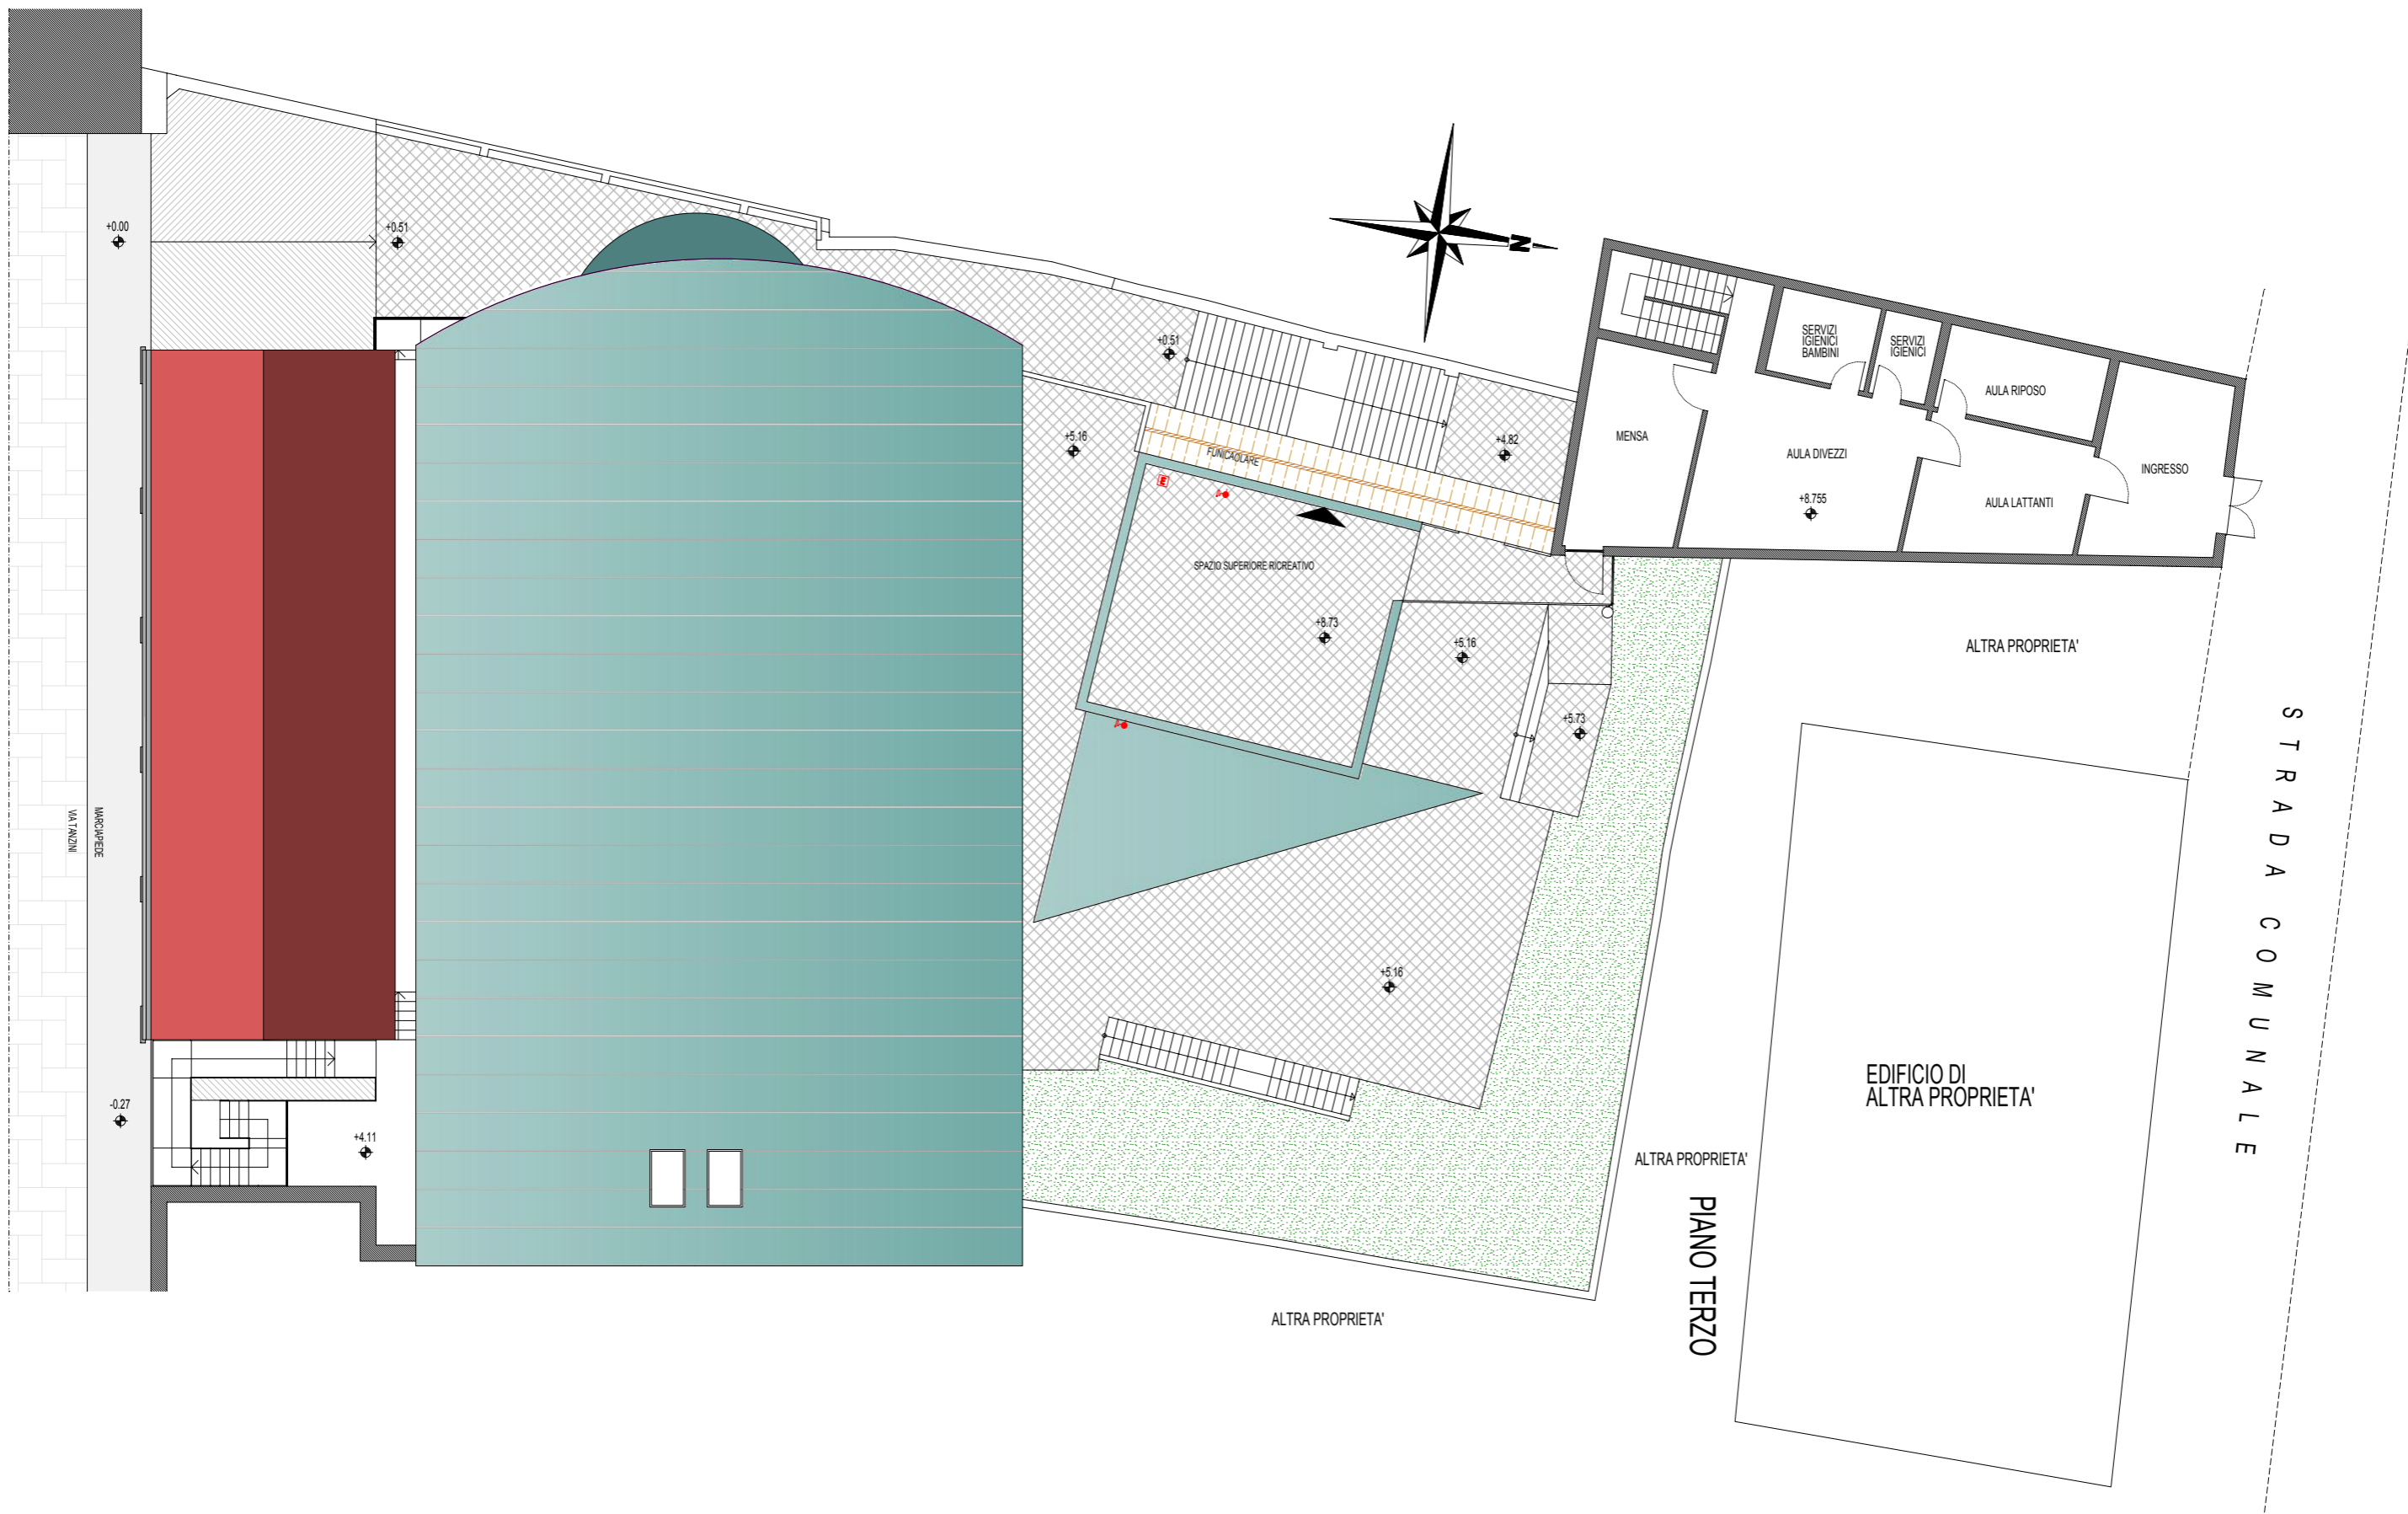 +0.00
+0.51
N
+0.51
SERVIZI
IGIENICI
BAMBINI
SERVIZI
IGIENICI
AULA RIPOSO
+5.16
+4.82
MENSA
FUNICAOLARE
AULA DIVEZZI
INGRESSO
E
+8.755
AULA LATTANTI
SPAZIO SUPERIORE RICREATIVO
+8.73
+5.16
ALTRA PROPRIETA'
+5.73
STRADA COMUNALE
MARCIAPIEDE
VIA TANZINI
+5.16
EDIFICIO DI
ALTRA PROPRIETA'
-0.27
+4.11
ALTRA PROPRIETA'
PIANO TERZO
ALTRA PROPRIETA'